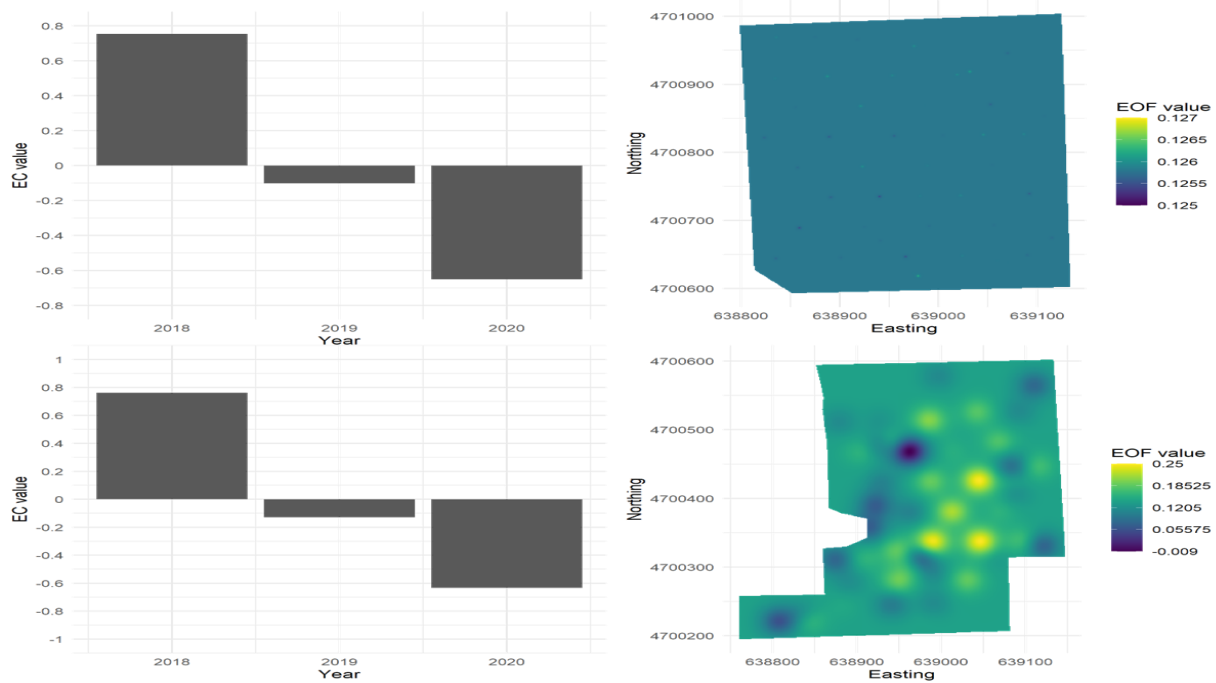 0.8
0.6
0.4
0.2
0
-0.2
-0.4
-0.6
-0.8
EC value
2018 2019 2020
Year
4701000
4700900
4700800
4700700
4700600
Northing
638800 638900 639000 639100
Easting
EOF value
0.127
0.1265
0.126
0.1255
0.125
1
0.8
0.6
0.4
0.2
0
-0.2
-0.4
-0.6
-0.8
-1
EC value
2018 2019 2020
Year
4700600
4700500
4700400
4700300
4700200
Northing
638800 638900 639000 639100
Easting
EOF value
0.25
0.18525
0.1205
0.05575
-0.009